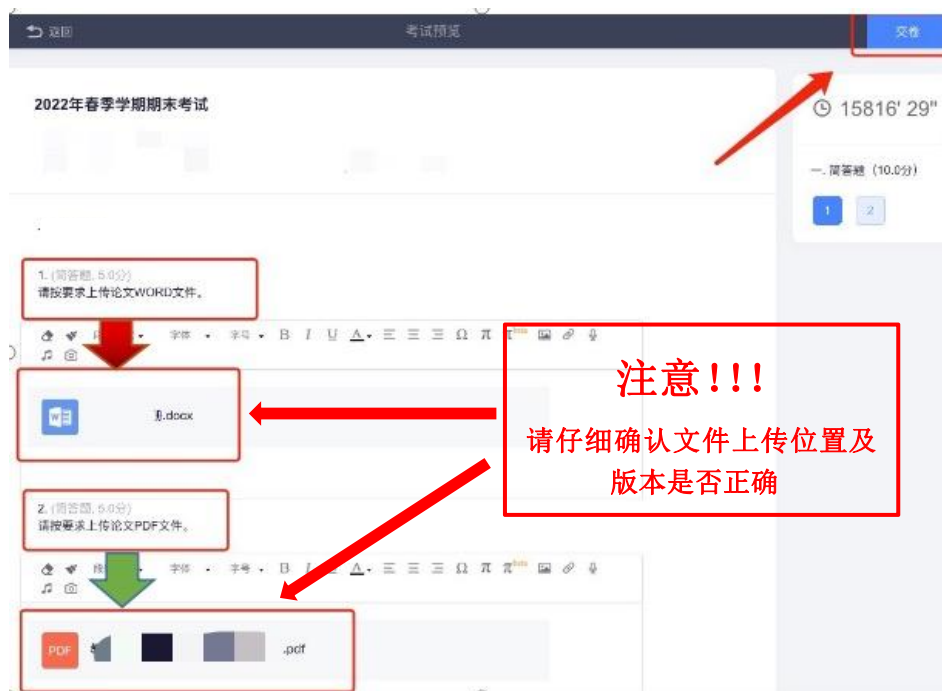 返回
考试预览
交卷
2022年春季学期期末考试
15816' 29"
一. 简答题（10.0分）
1
2
1. (简答题, 5.0分)
请按要求上传论文WORD文件。
字体
字号
B I U A Ω π
.docx
注意!!!
请仔细确认文件上传位置及
版本是否正确
2. (简答题, 5.0分)
请按要求上传论文PDF文件。
字体
字号
B I A Ω π π
PDF
.pdf